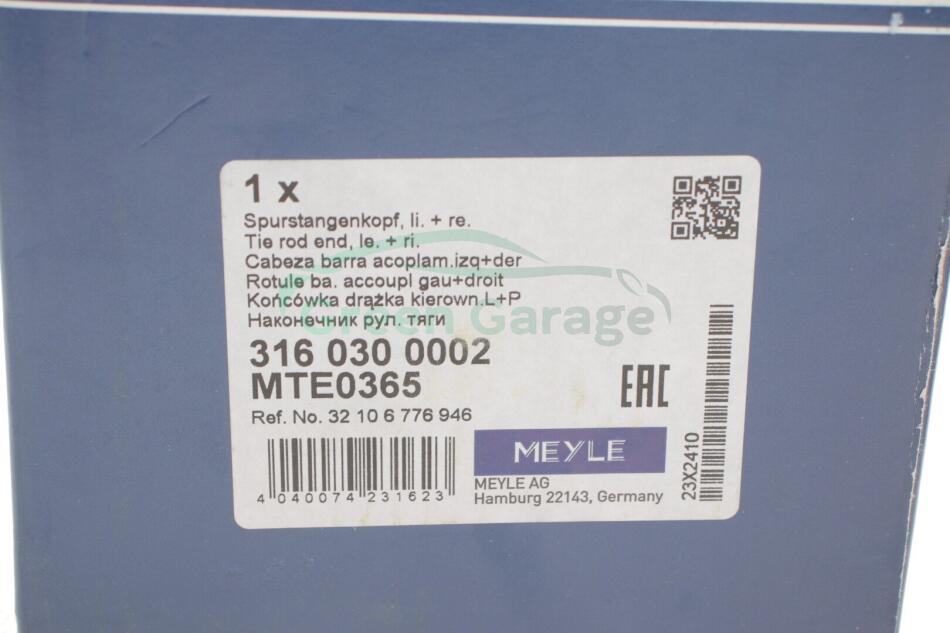 1 x
Spurstangenkopf, li. + re.
Tie rod end, le. + ri.
Cabeza barra acoplam.izq+der
Rotule ba. accoupl gau+droit
Końcówka drążka kierown.L+P
Наконечник рул. тяги
Green Garage
316 030 0002
MTE0365
EAC
Ref. No. 32 10 6 776 946
MEYLE
MEYLE AG
Hamburg 22143, Germany
4 040074 231623
23X2410